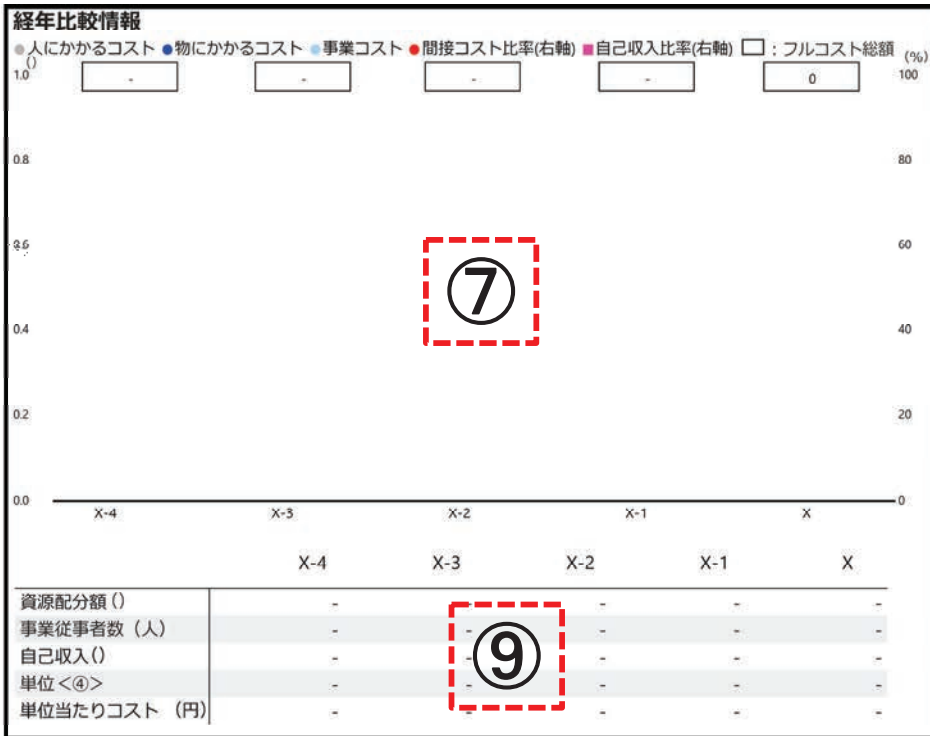 経年比較情報
●人にかかるコスト ●物にかかるコスト ●事業コスト ●間接コスト比率(右軸) ■自己収入比率(右軸) □ : フルコスト総額 (%)
()
1.0 - - - - 0 100
0.8 80
60
⑦
0.4 40
0.2 20
0.0 0
X-4 X-3 X-2 X-1 X
X-4 X-3 X-2 X-1 X
資源配分額() - - - - -
事業従事者数(人) - - - - -
自己収入() - - - - -
⑨
単位<④> - - - - -
単位当たりコスト (円) - - - - -